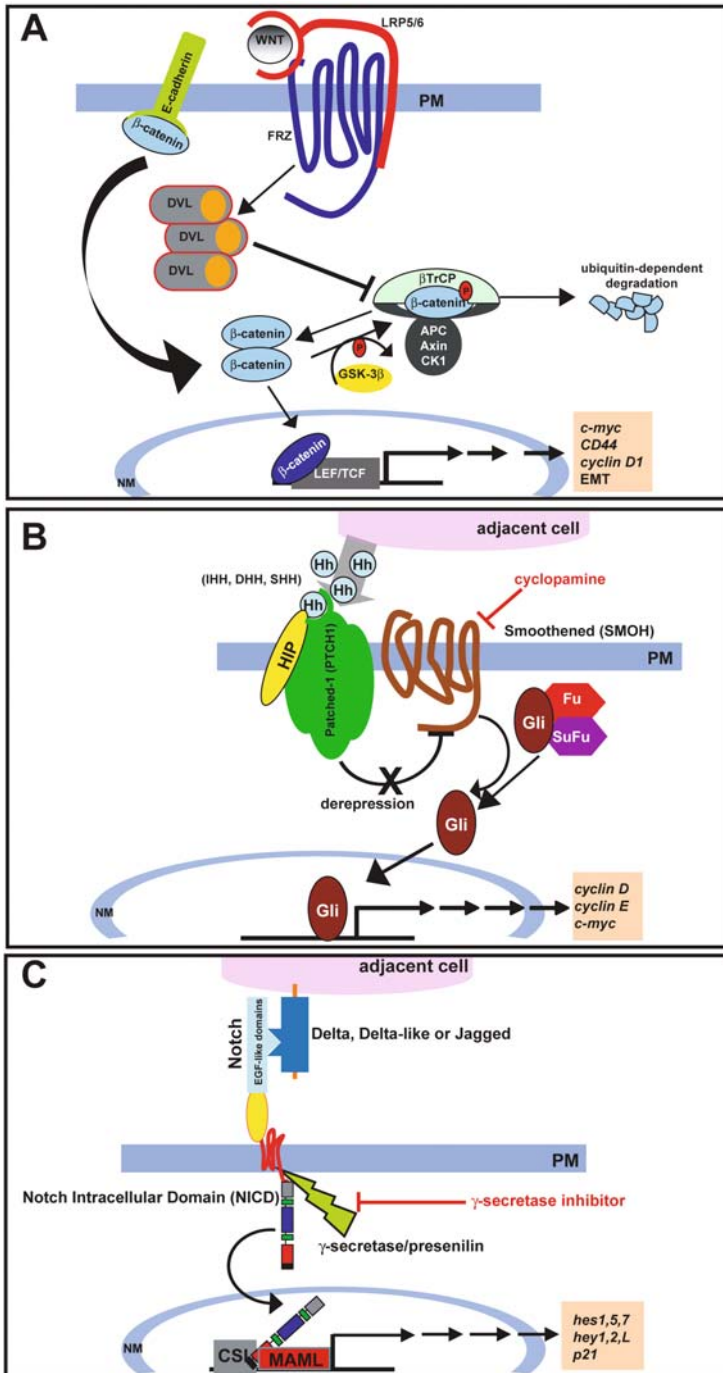 A
WNT
LRP5/6
E-cadherin
β-catenin
PM
FRZ
DVL
DVL
DVL
βTrCP
P
β-catenin
ubiquitin-dependent
degradation
β-catenin
β-catenin
APC
Axin
CK1
P
GSK-3β
β-catenin
LEF/TCF
NM
c-myc
CD44
cyclin D1
EMT
B
adjacent cell
Hh
Hh
(IHH, DHH, SHH)
Hh
Hh
cyclopamine
HIP
Patched-1 (PTCH1)
Smoothened (SMOH)
PM
Fu
Gli
SuFu
X
derepression
Gli
Gli
NM
cyclin D
cyclin E
c-myc
C
adjacent cell
Notch
EGF-like domains
Delta, Delta-like or Jagged
PM
Notch Intracellular Domain (NICD)
γ-secretase inhibitor
γ-secretase/presenilin
NM
CSL
MAML
hes1,5,7
hey1,2,L
p21